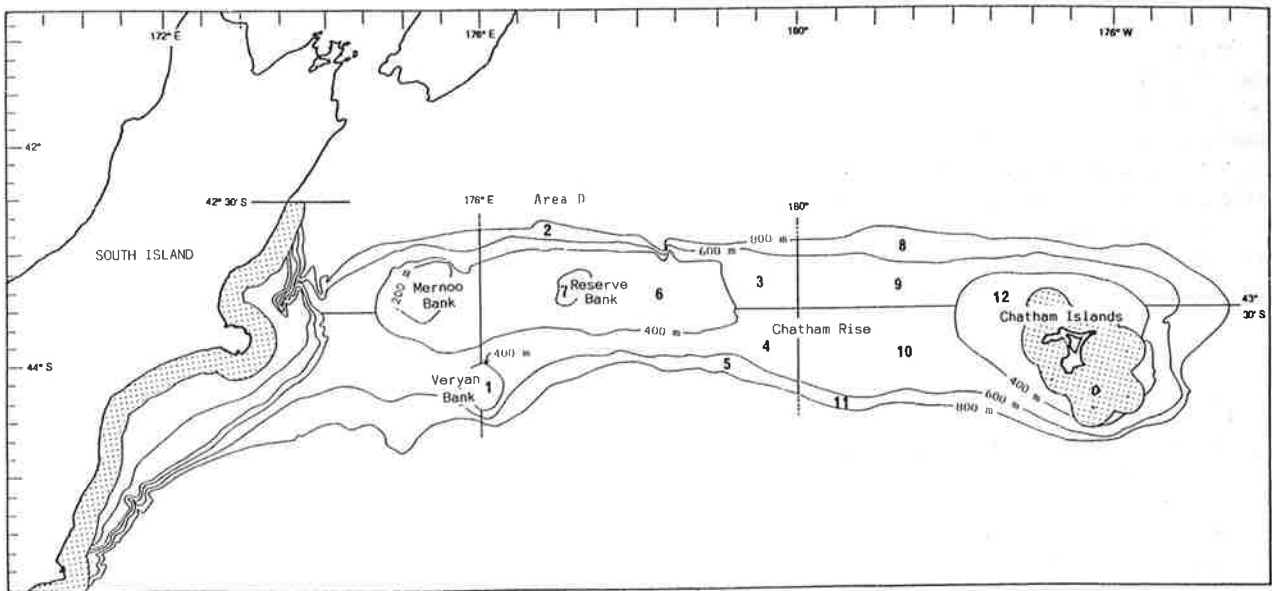 172° E
176° E
180°
176° W
42°
42° 30' S
176° E
Area D
180°
SOUTH ISLAND
2
800 m
8
600 m
200 m
Mernoo
Bank
7
Reserve
Bank
6
3
9
12
43°
30' S
Chatham Islands
400 m
Chatham Rise
4
10
44° S
400 m
5
Veryan
Bank
1
11
400 m
600 m
800 m